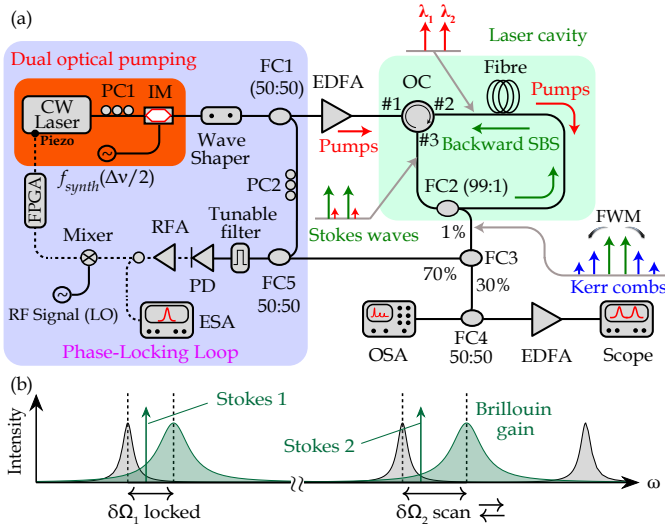 (a)
λ₁ λ₂
Dual optical pumping
Laser cavity
FC1
(50:50)
EDFA
OC
Fibre
PC1
IM
CW
Laser
Piezo
#1
#2
Pumps
Wave
Shaper
Pumps
#3
Backward SBS
f_synth(Δν/2)
PC2
FPGA
FC2 (99:1)
Stokes waves
1%
FWM
Mixer
RFA
Tunable
filter
FC3
PD
FC5
50:50
70%
30%
Kerr combs
RF Signal (LO)
ESA
OSA
FC4
50:50
EDFA
Scope
Phase-Locking Loop
(b)
Intensity
Stokes 1
Stokes 2
Brillouin
gain
ω
δΩ₁ locked
δΩ₂ scan